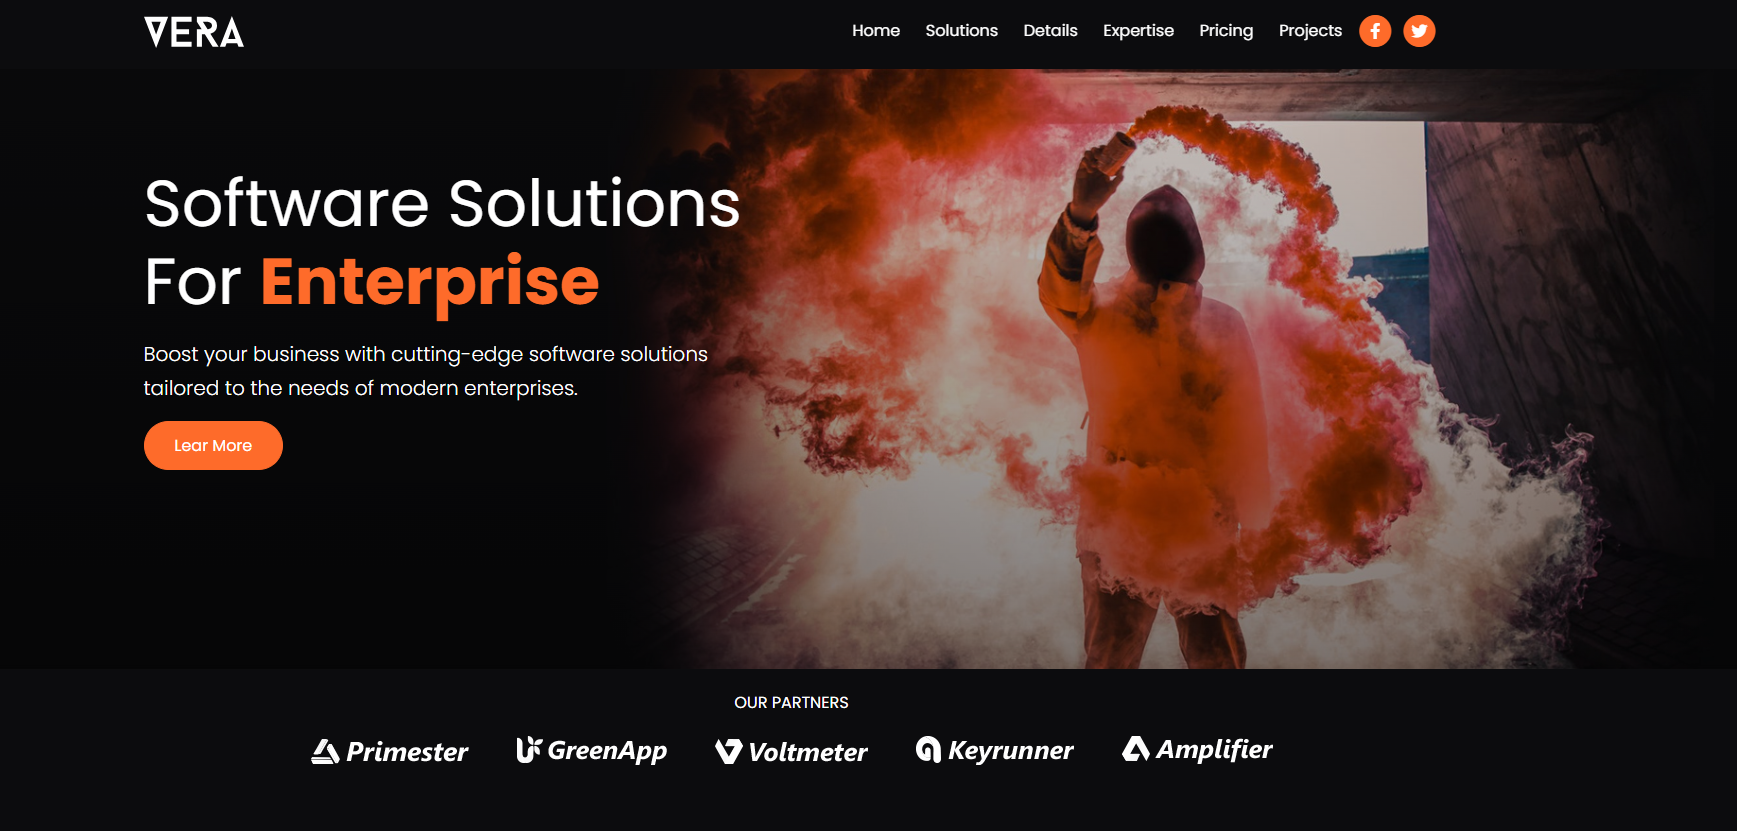 VERA
Home Solutions Details Expertise Pricing Projects
Software Solutions
For Enterprise
Boost your business with cutting-edge software solutions
tailored to the needs of modern enterprises.
Lear More
OUR PARTNERS
Primester GreenApp Voltmeter Keyrunner Amplifier